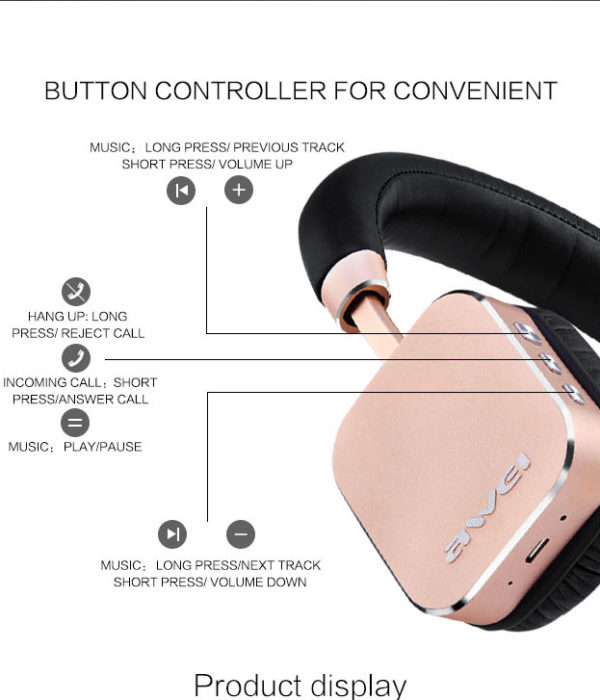 BUTTON CONTROLLER FOR CONVENIENT
MUSIC；LONG PRESS/ PREVIOUS TRACK
SHORT PRESS/ VOLUME UP
HANG UP: LONG
PRESS/ REJECT CALL
INCOMING CALL；SHORT
PRESS/ANSWER CALL
MUSIC；PLAY/PAUSE
awei
MUSIC；LONG PRESS/NEXT TRACK
SHORT PRESS/ VOLUME DOWN
Product display